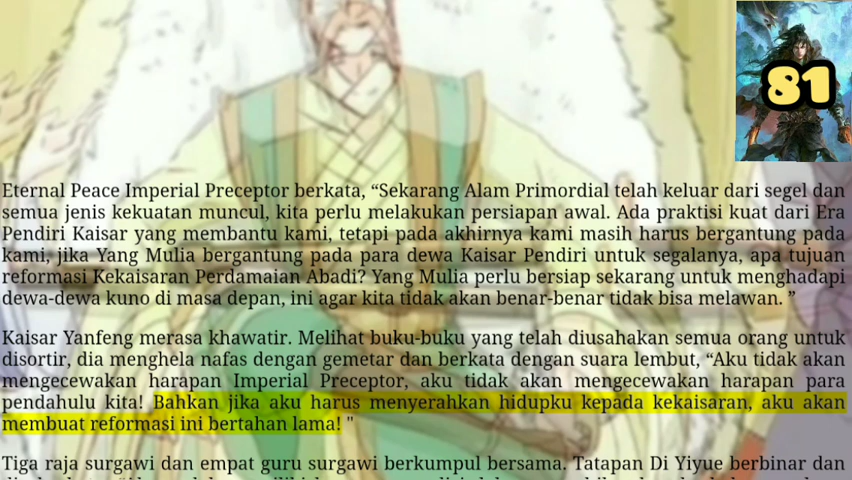 81
Eternal Peace Imperial Preceptor berkata, “Sekarang Alam Primordial telah keluar dari segel dan
semua jenis kekuatan muncul, kita perlu melakukan persiapan awal. Ada praktisi kuat dari Era
Pendiri Kaisar yang membantu kami, tetapi pada akhirnya kami masih harus bergantung pada
kami, jika Yang Mulia bergantung pada para dewa Kaisar Pendiri untuk segalanya, apa tujuan
reformasi Kekaisaran Perdamaian Abadi? Yang Mulia perlu bersiap sekarang untuk menghadapi
dewa-dewa kuno di masa depan, ini agar kita tidak akan benar-benar tidak bisa melawan. ”
Kaisar Yanfeng merasa khawatir. Melihat buku-buku yang telah diusahakan semua orang untuk
disortir, dia menghela nafas dengan gemetar dan berkata dengan suara lembut, “Aku tidak akan
mengecewakan harapan Imperial Preceptor, aku tidak akan mengecewakan harapan para
pendahulu kita! Bahkan jika aku harus menyerahkan hidupku kepada kekaisaran, aku akan
membuat reformasi ini bertahan lama! "
Tiga raja surgawi dan empat guru surgawi berkumpul bersama. Tatapan Di Yiyue berbinar dan